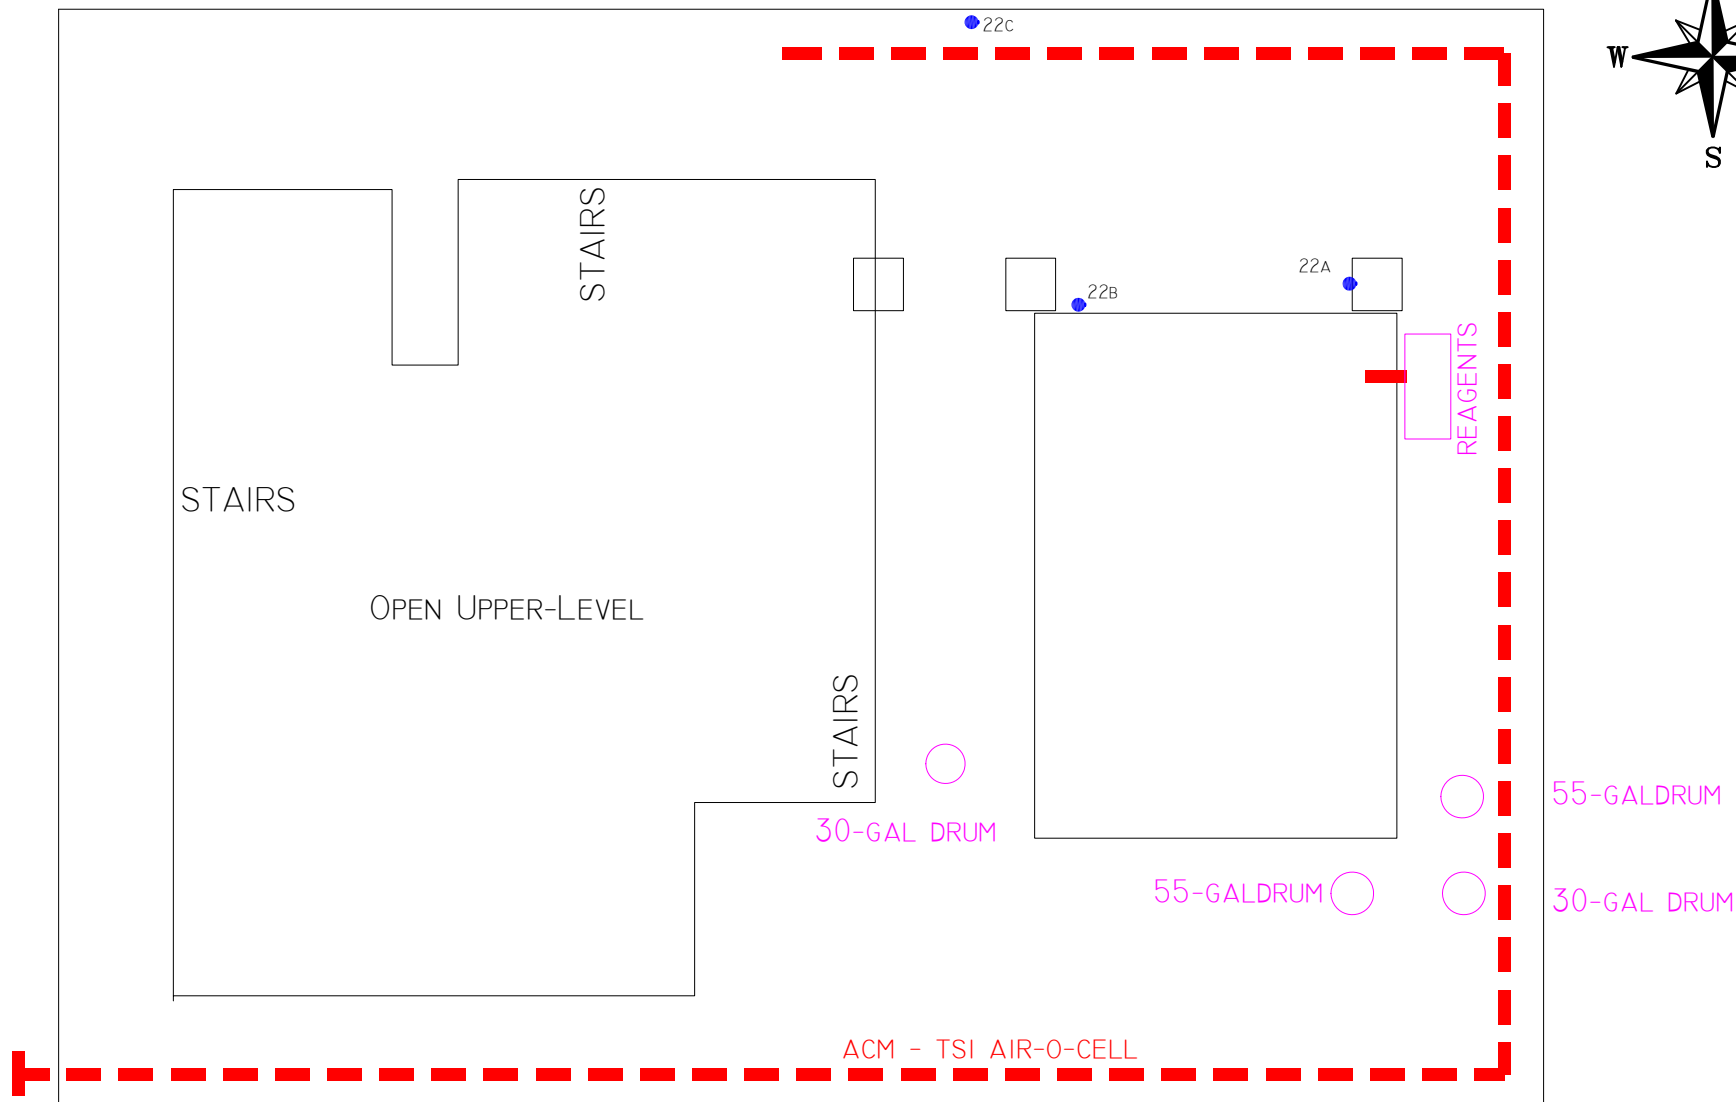 22C
W
S
STAIRS
22A
22B
REAGENTS
STAIRS
OPEN UPPER-LEVEL
STAIRS
55-GALDRUM
30-GAL DRUM
55-GALDRUM
30-GAL DRUM
ACM - TSI AIR-O-CELL